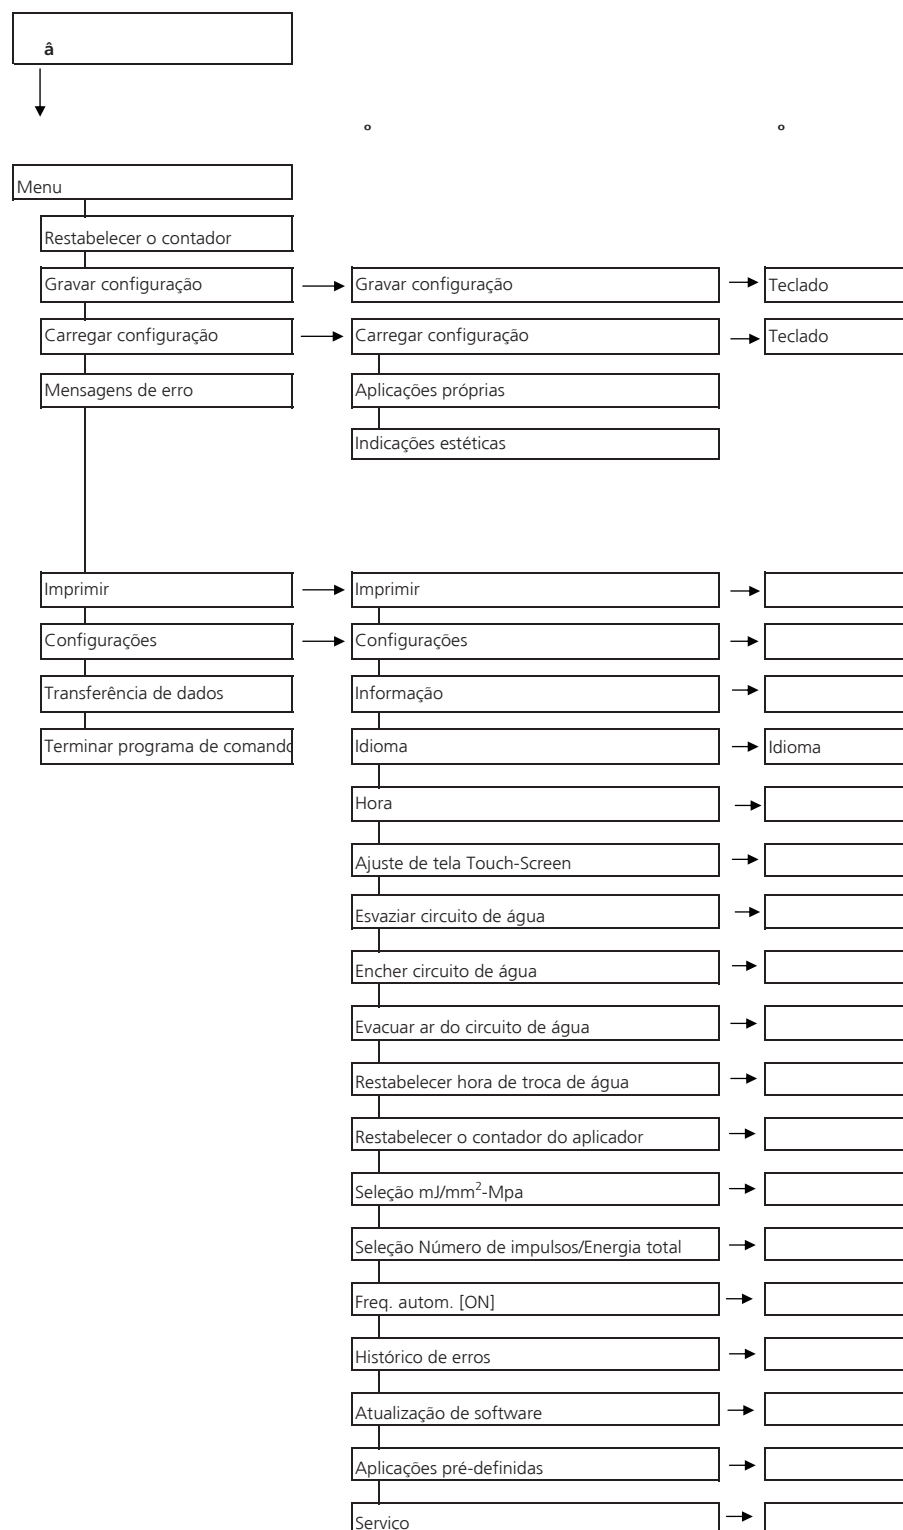 â
º º
Menu
Restabelecer o contador
Gravar configuração Gravar configuração Teclado
Carregar configuração Carregar configuração Teclado
Mensagens de erro Aplicações próprias
Indicações estéticas
Imprimir Imprimir
Configurações Configurações
Transferência de dados Informação
Terminar programa de comando Idioma Idioma
Hora
Ajuste de tela Touch-Screen
Esvaziar circuito de água
Encher circuito de água
Evacuar ar do circuito de água
Restabelecer hora de troca de água
Restabelecer o contador do aplicador
Seleção mJ/mm²-Mpa
Seleção Número de impulsos/Energia total
Freq. autom. [ON]
Histórico de erros
Atualização de software
Aplicações pré-definidas
Serviço